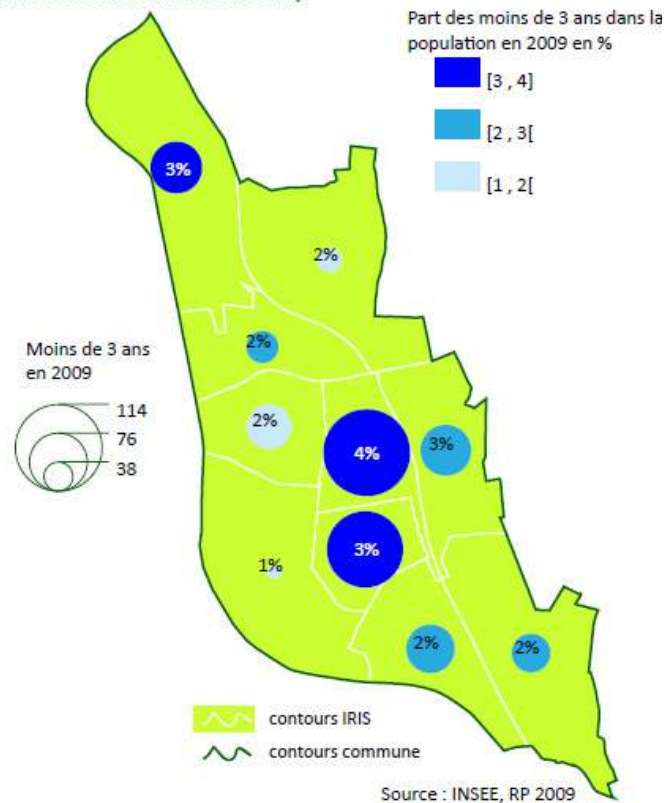 Part des moins de 3 ans dans la
population en 2009 en %
[3 , 4]
[2 , 3[
[1 , 2[
3%
2%
2%
Moins de 3 ans
en 2009
114
76
38
2%
4%
3%
3%
1%
2%
2%
contours IRIS
contours commune
Source : INSEE, RP 2009